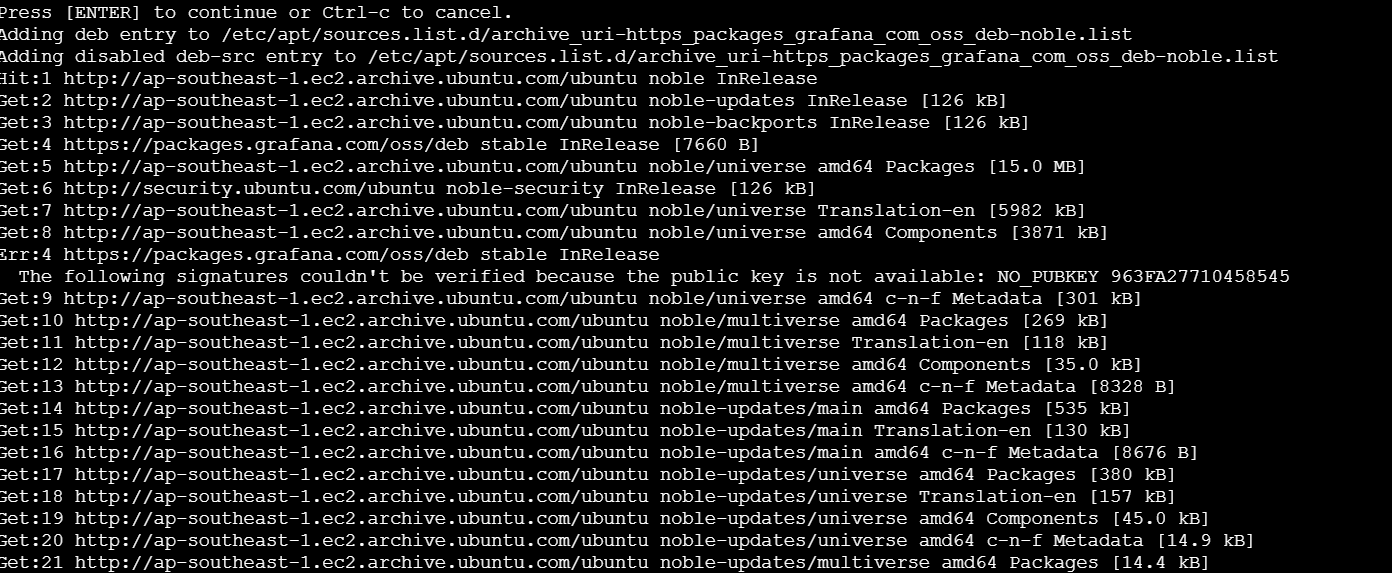 Press [ENTER] to continue or Ctrl-c to cancel.
Adding deb entry to /etc/apt/sources.list.d/archive_uri-https_packages_grafana_com_oss_deb-noble.list
Adding disabled deb-src entry to /etc/apt/sources.list.d/archive_uri-https_packages_grafana_com_oss_deb-noble.list
Hit:1 http://ap-southeast-1.ec2.archive.ubuntu.com/ubuntu noble InRelease
Get:2 http://ap-southeast-1.ec2.archive.ubuntu.com/ubuntu noble-updates InRelease [126 kB]
Get:3 http://ap-southeast-1.ec2.archive.ubuntu.com/ubuntu noble-backports InRelease [126 kB]
Get:4 https://packages.grafana.com/oss/deb stable InRelease [7660 B]
Get:5 http://ap-southeast-1.ec2.archive.ubuntu.com/ubuntu noble/universe amd64 Packages [15.0 MB]
Get:6 http://security.ubuntu.com/ubuntu noble-security InRelease [126 kB]
Get:7 http://ap-southeast-1.ec2.archive.ubuntu.com/ubuntu noble/universe Translation-en [5982 kB]
Get:8 http://ap-southeast-1.ec2.archive.ubuntu.com/ubuntu noble/universe amd64 Components [3871 kB]
Err:4 https://packages.grafana.com/oss/deb stable InRelease
  The following signatures couldn't be verified because the public key is not available: NO_PUBKEY 963FA27710458545
Get:9 http://ap-southeast-1.ec2.archive.ubuntu.com/ubuntu noble/universe amd64 c-n-f Metadata [301 kB]
Get:10 http://ap-southeast-1.ec2.archive.ubuntu.com/ubuntu noble/multiverse amd64 Packages [269 kB]
Get:11 http://ap-southeast-1.ec2.archive.ubuntu.com/ubuntu noble/multiverse Translation-en [118 kB]
Get:12 http://ap-southeast-1.ec2.archive.ubuntu.com/ubuntu noble/multiverse amd64 Components [35.0 kB]
Get:13 http://ap-southeast-1.ec2.archive.ubuntu.com/ubuntu noble/multiverse amd64 c-n-f Metadata [8328 B]
Get:14 http://ap-southeast-1.ec2.archive.ubuntu.com/ubuntu noble-updates/main amd64 Packages [535 kB]
Get:15 http://ap-southeast-1.ec2.archive.ubuntu.com/ubuntu noble-updates/main Translation-en [130 kB]
Get:16 http://ap-southeast-1.ec2.archive.ubuntu.com/ubuntu noble-updates/main amd64 c-n-f Metadata [8676 B]
Get:17 http://ap-southeast-1.ec2.archive.ubuntu.com/ubuntu noble-updates/universe amd64 Packages [380 kB]
Get:18 http://ap-southeast-1.ec2.archive.ubuntu.com/ubuntu noble-updates/universe Translation-en [157 kB]
Get:19 http://ap-southeast-1.ec2.archive.ubuntu.com/ubuntu noble-updates/universe amd64 Components [45.0 kB]
Get:20 http://ap-southeast-1.ec2.archive.ubuntu.com/ubuntu noble-updates/universe amd64 c-n-f Metadata [14.9 kB]
Get:21 http://ap-southeast-1.ec2.archive.ubuntu.com/ubuntu noble-updates/multiverse amd64 Packages [14.4 kB]